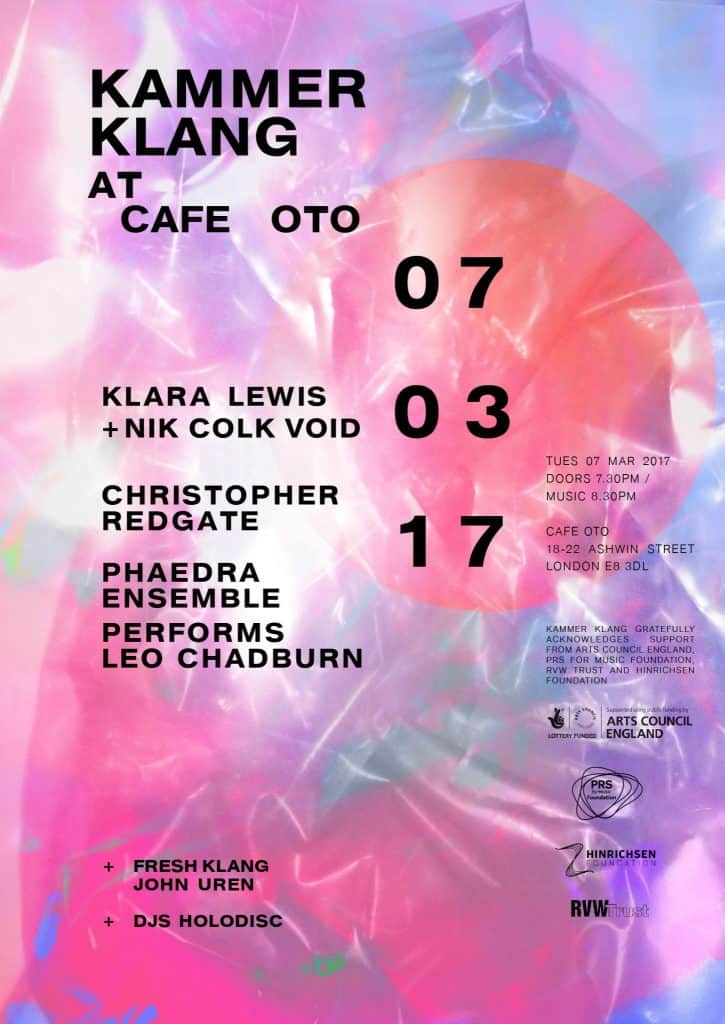 KAMMER
KLANG
AT
CAFE OTO
07
03
17
KLARA LEWIS
+ NIK COLK VOID
CHRISTOPHER
REDGATE
PHAEDRA
ENSEMBLE
PERFORMS
LEO CHADBURN
TUES 07 MAR 2017
DOORS 7.30PM /
MUSIC 8.30PM
CAFE OTO
18-22 ASHWIN STREET
LONDON E8 3DL
KAMMER KLANG GRATEFULLY
ACKNOWLEDGES SUPPORT
FROM ARTS COUNCIL ENGLAND,
PRS FOR MUSIC FOUNDATION,
RVW TRUST AND HINRICHSEN
FOUNDATION
LOTTERY FUNDED
Supported using public funding by
ARTS COUNCIL
ENGLAND
PRS
for Music
Foundation
HINRICHSEN
FOUNDATION
RVWTrust
+ FRESH KLANG
JOHN UREN
+ DJS HOLODISC